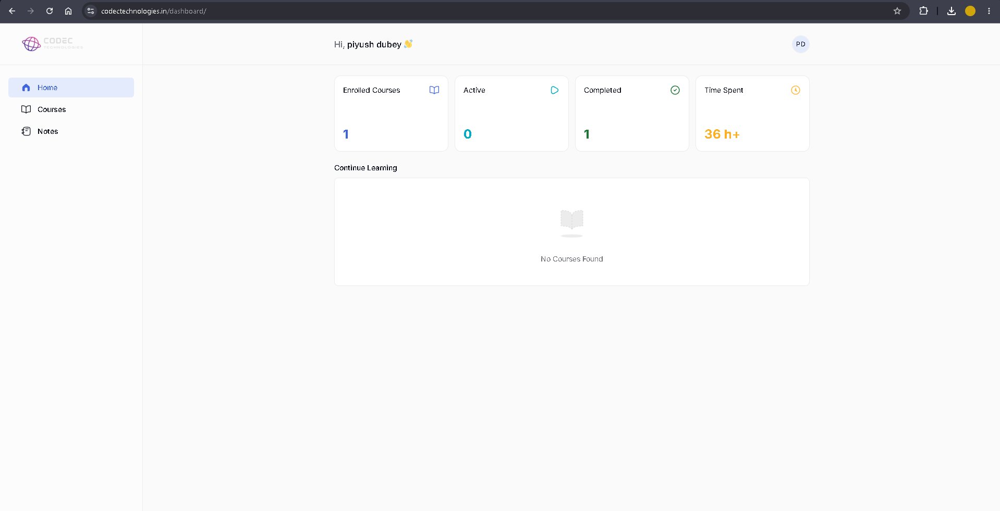 codectechnologies.in/dashboard/
CODEC
TECHNOLOGIES
Hi, piyush dubey 👋
PD
Home
Courses
Notes
Enrolled Courses
1
Active
0
Completed
1
Time Spent
36 h+
Continue Learning
No Courses Found